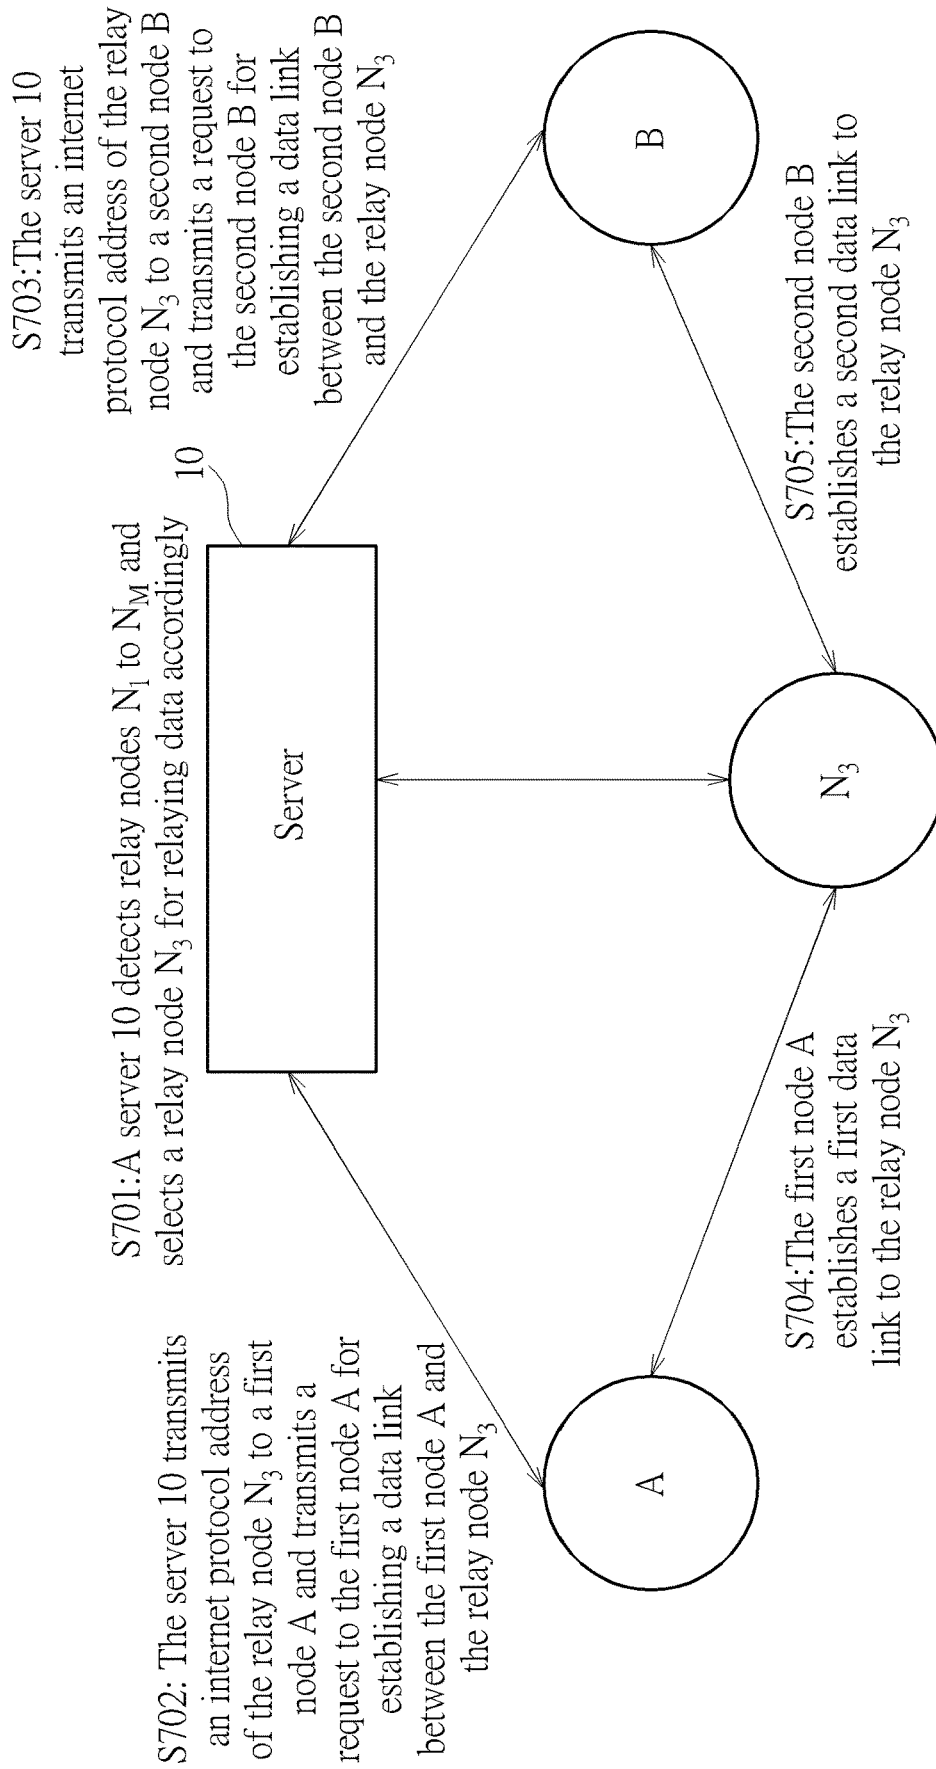 S701:A server 10 detects relay nodes N₁ to N_M and
selects a relay node N₃ for relaying data accordingly
S702: The server 10 transmits
an internet protocol address
of the relay node N₃ to a first
node A and transmits a
request to the first node A for
establishing a data link
between the first node A and
the relay node N₃
S703:The server 10
transmits an internet
protocol address of the relay
node N₃ to a second node B
and transmits a request to
the second node B for
establishing a data link
between the second node B
and the relay node N₃
10
Server
A
B
N₃
S704:The first node A
establishes a first data
link to the relay node N₃
S705:The second node B
establishes a second data link to
the relay node N₃